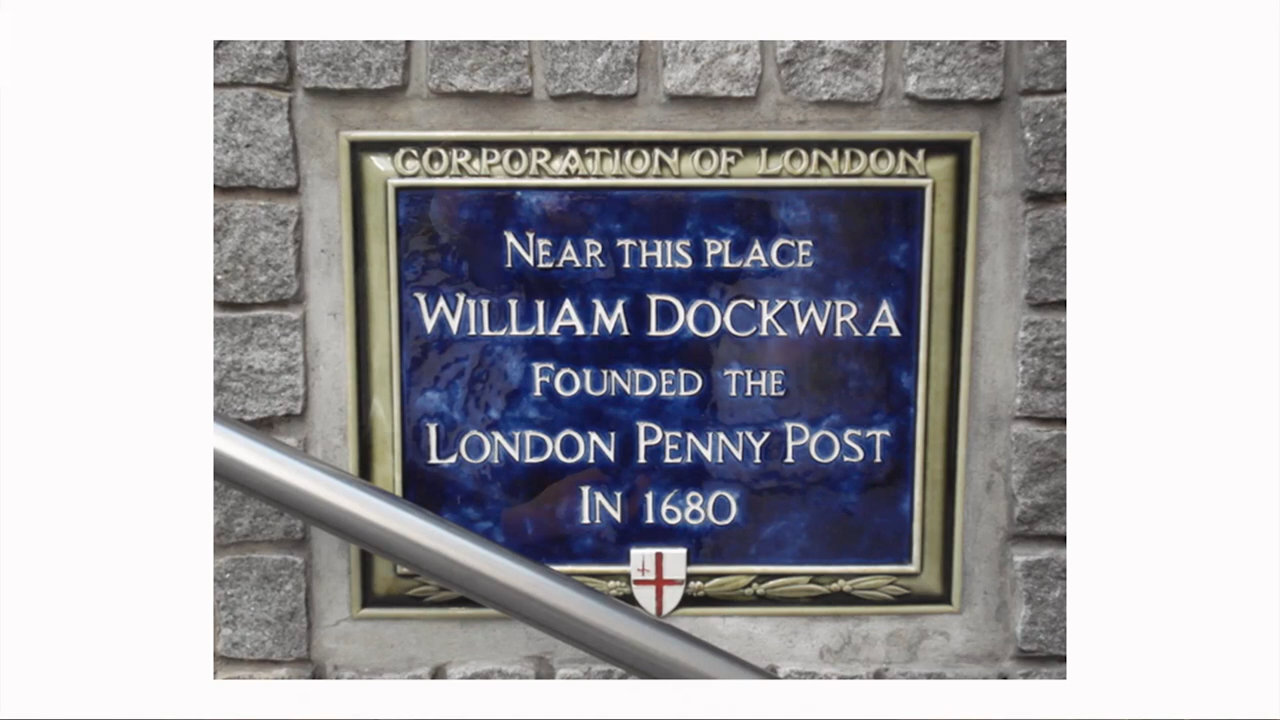 CORPORATION OF LONDON
NEAR THIS PLACE
WILLIAM DOCKWRA
FOUNDED THE
LONDON PENNY POST
IN 1680